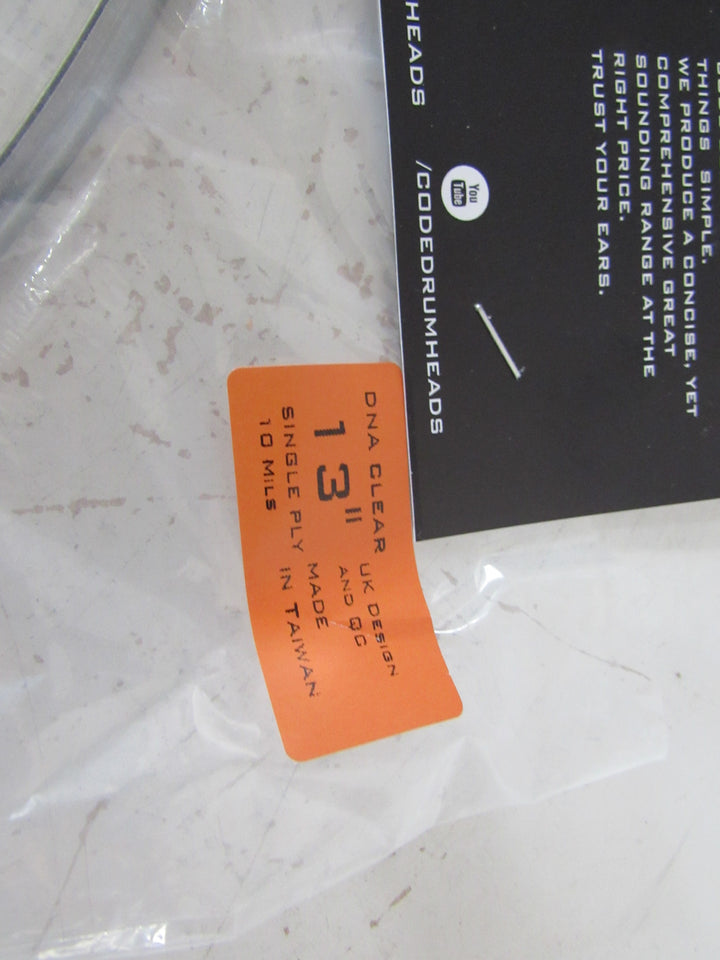 THINGS SIMPLE.
WE PRODUCE A CONCISE, YET
COMPREHENSIVE GREAT
SOUNDING RANGE AT THE
RIGHT PRICE.
TRUST YOUR EARS.
You
Tube
HEADS
/CODEDRUMHEADS
DNA CLEAR
UK DESIGN
AND QC
13"
MADE
IN TAIWAN
SINGLE PLY
10 MILS